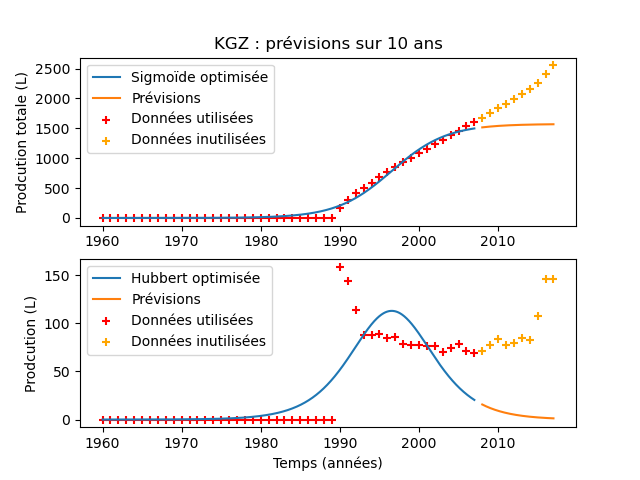 KGZ : prévisions sur 10 ans
Prodcution totale (L)
2500
2000
1500
1000
500
0
Sigmoïde optimisée
Prévisions
Données utilisées
Données inutilisées
1960 1970 1980 1990 2000 2010
Prodcution (L)
150
100
50
0
Hubbert optimisée
Prévisions
Données utilisées
Données inutilisées
1960 1970 1980 1990 2000 2010
Temps (années)